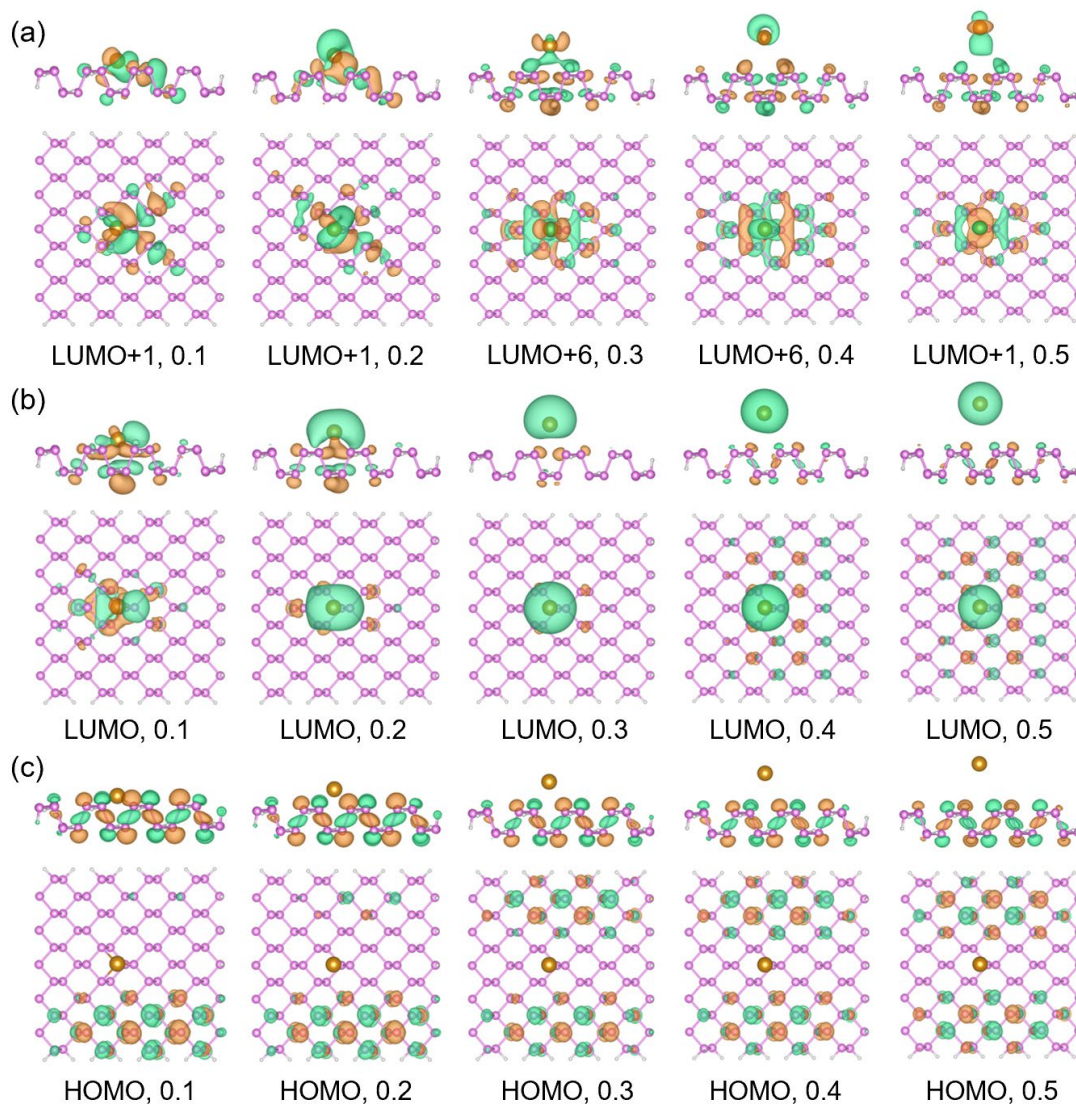 (a)
LUMO+1, 0.1 LUMO+1, 0.2 LUMO+6, 0.3 LUMO+6, 0.4 LUMO+1, 0.5
(b)
LUMO, 0.1 LUMO, 0.2 LUMO, 0.3 LUMO, 0.4 LUMO, 0.5
(c)
HOMO, 0.1 HOMO, 0.2 HOMO, 0.3 HOMO, 0.4 HOMO, 0.5